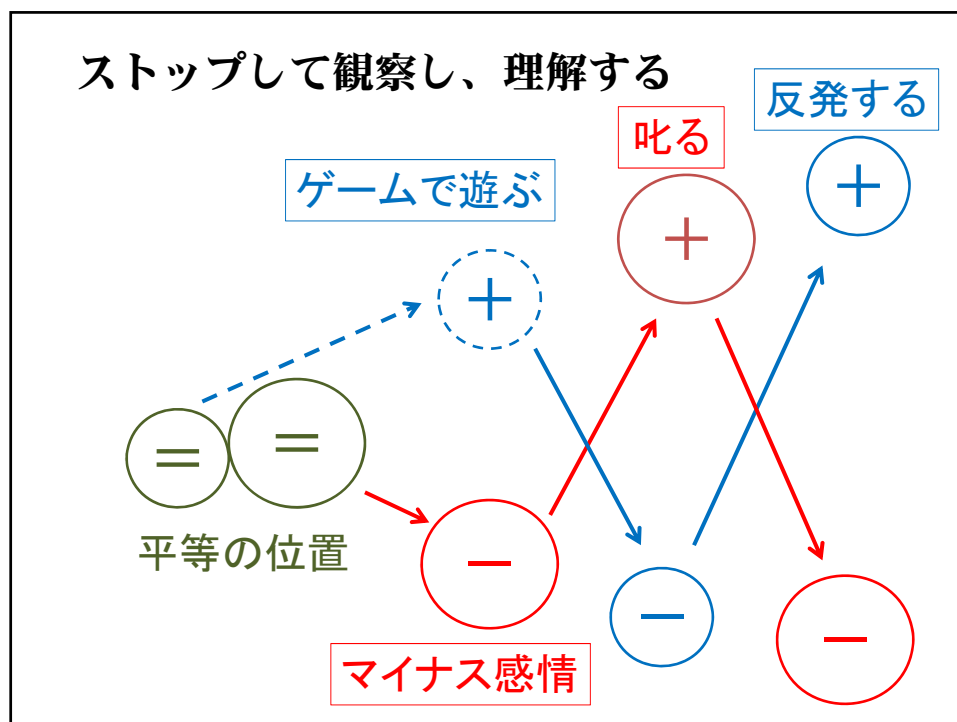 ストップして観察し、理解する
反発する
叱る
ゲームで遊ぶ
＋
＋
＋
＝
＝
平等の位置
－
－
－
マイナス感情